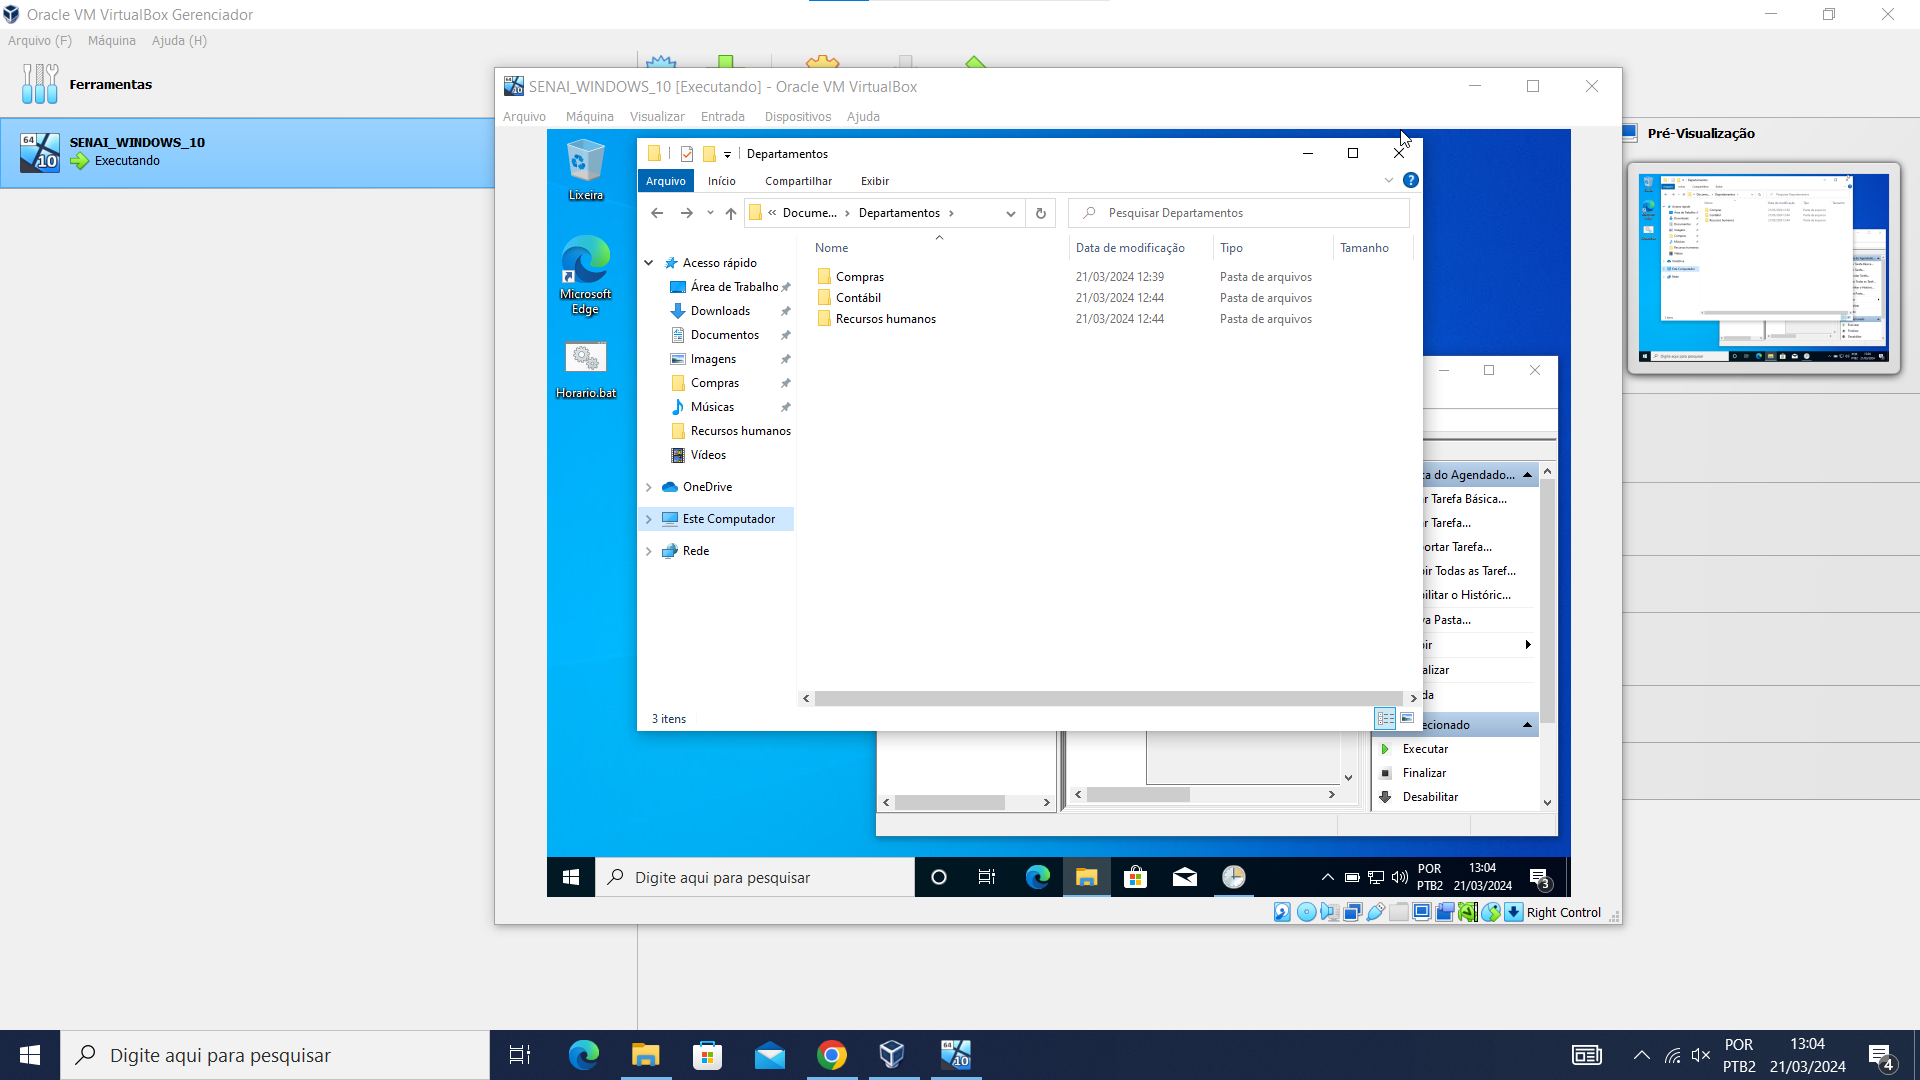 Oracle VM VirtualBox Gerenciador
Arquivo (F) Máquina Ajuda (H)
Ferramentas
64
10
SENAI_WINDOWS_10
Executando
SENAI_WINDOWS_10 [Executando] - Oracle VM VirtualBox
Arquivo Máquina Visualizar Entrada Dispositivos Ajuda
Pré-Visualização
Lixeira
Microsoft
Edge
Horario.bat
Departamentos
Arquivo Início Compartilhar Exibir
« Docume... › Departamentos ›
Pesquisar Departamentos
Nome Data de modificação Tipo Tamanho
Compras 21/03/2024 12:39 Pasta de arquivos
Contábil 21/03/2024 12:44 Pasta de arquivos
Recursos humanos 21/03/2024 12:44 Pasta de arquivos
Acesso rápido
Área de Trabalho
Downloads
Documentos
Imagens
Compras
Músicas
Recursos humanos
Vídeos
OneDrive
Este Computador
Rede
3 itens
do Agendado...
Tarefa Básica...
Tarefa...
ortar Tarefa...
Todas as Taref...
ilitar o Históric...
Pasta...
alizar
ecionado
Executar
Finalizar
Desabilitar
Digite aqui para pesquisar
POR
PTB2
13:04
21/03/2024
3
Right Control
Digite aqui para pesquisar
64
10
POR
PTB2
13:04
21/03/2024
4